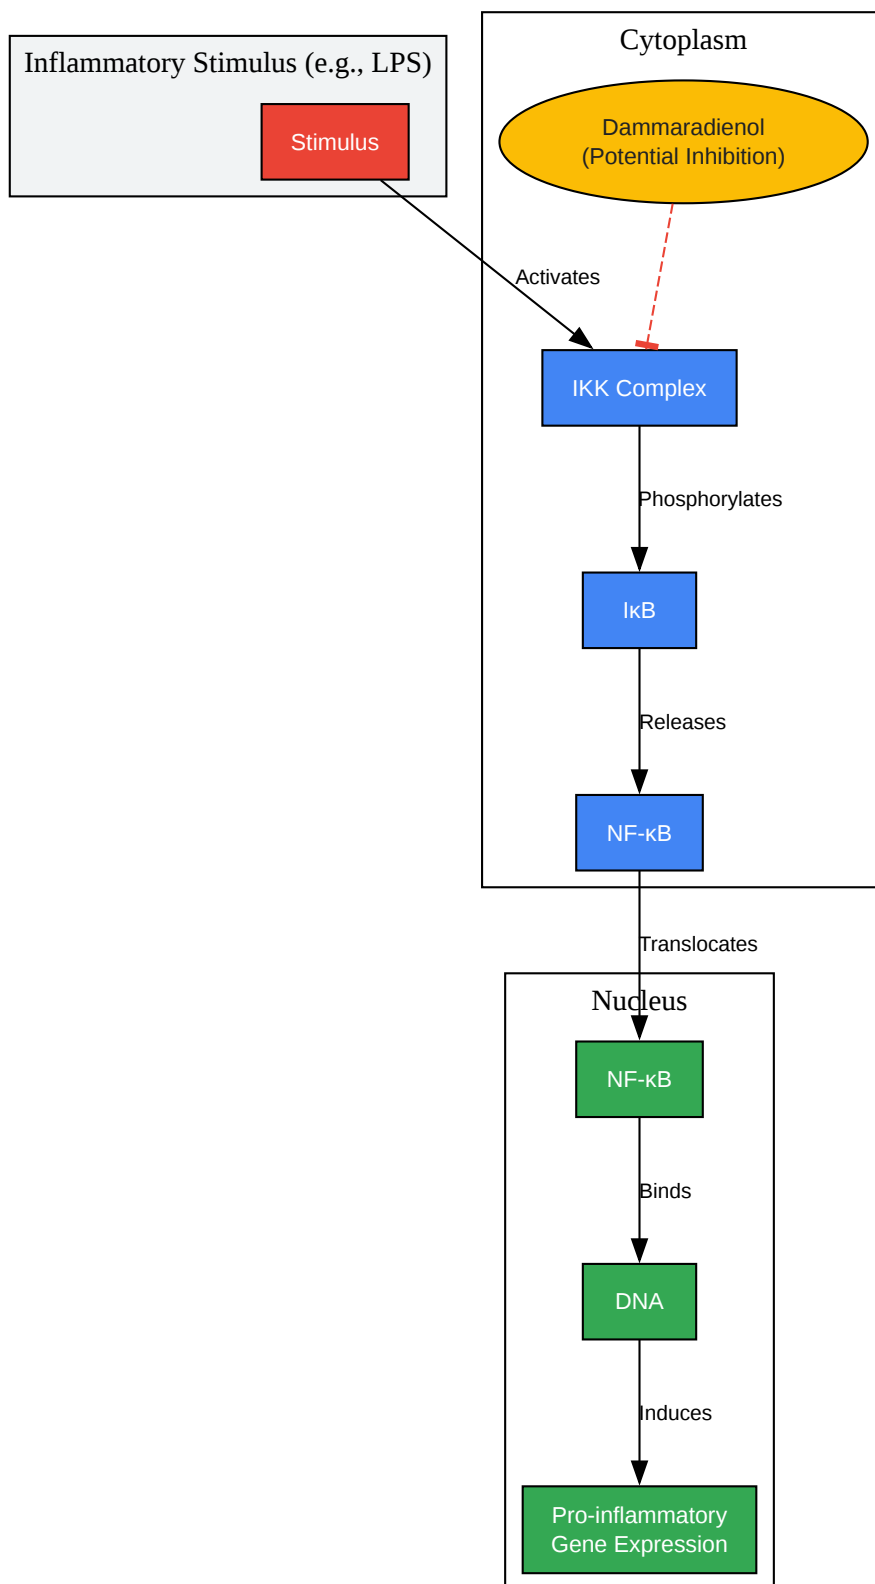 Inflammatory Stimulus (e.g., LPS)
Stimulus
Cytoplasm
Dammaradienol
(Potential Inhibition)
Activates
IKK Complex
Phosphorylates
IκB
Releases
NF-κB
Translocates
Nucleus
NF-κB
Binds
DNA
Induces
Pro-inflammatory
Gene Expression